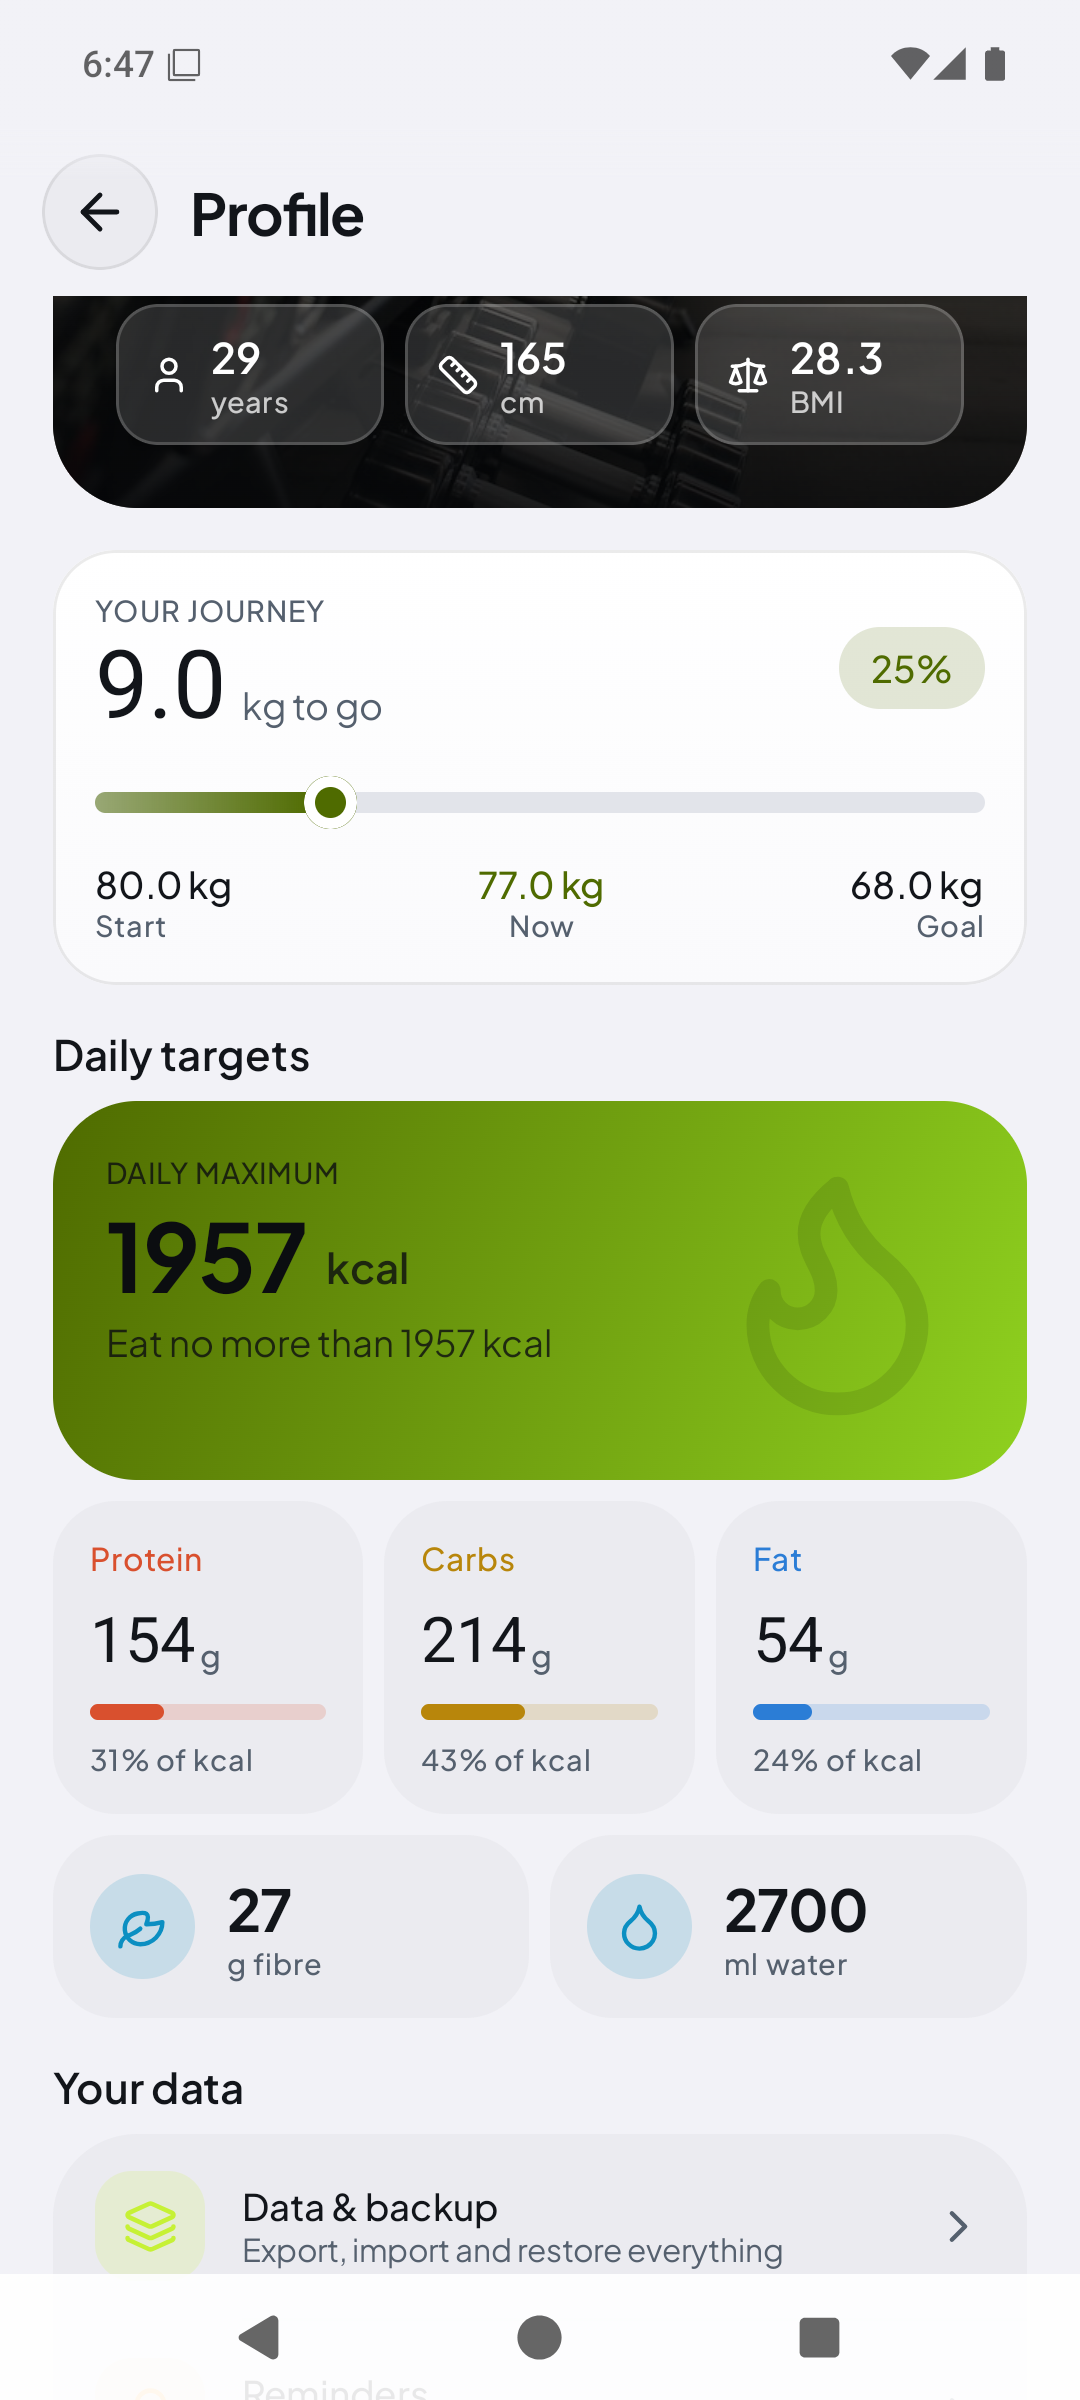 6:47
Profile
29
years
165
cm
28.3
BMI
YOUR JOURNEY
9.0 kg to go
25%
80.0 kg
Start
77.0 kg
Now
68.0 kg
Goal
Daily targets
DAILY MAXIMUM
1957 kcal
Eat no more than 1957 kcal
Protein
154 g
31% of kcal
Carbs
214 g
43% of kcal
Fat
54 g
24% of kcal
27
g fibre
2700
ml water
Your data
Data & backup
Export, import and restore everything
Reminders